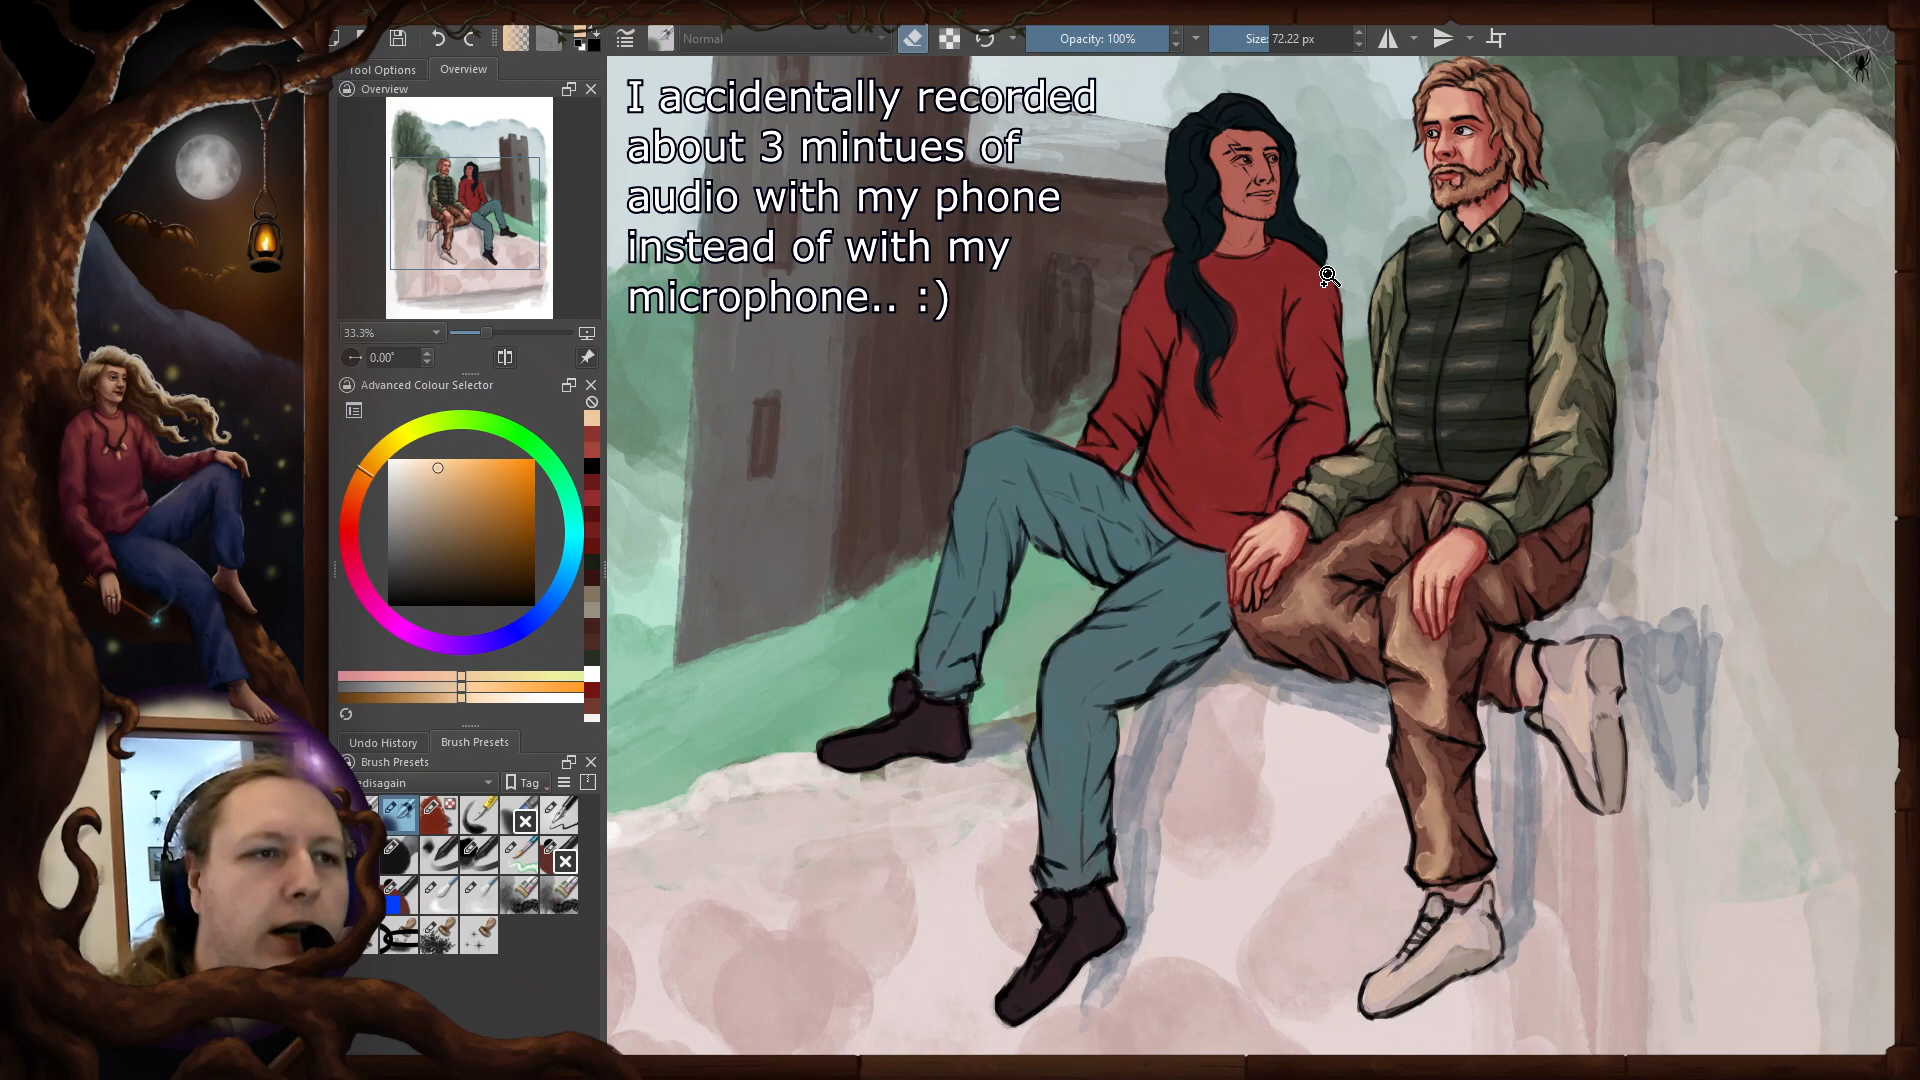 Normal
Opacity: 100%
Size: 72.22 px
Tool Options
Overview
Overview
33.3%
0.00°
Advanced Colour Selector
Undo History
Brush Presets
Brush Presets
edisagain
Tag
I accidentally recorded
about 3 mintues of
audio with my phone
instead of with my
microphone.. :)